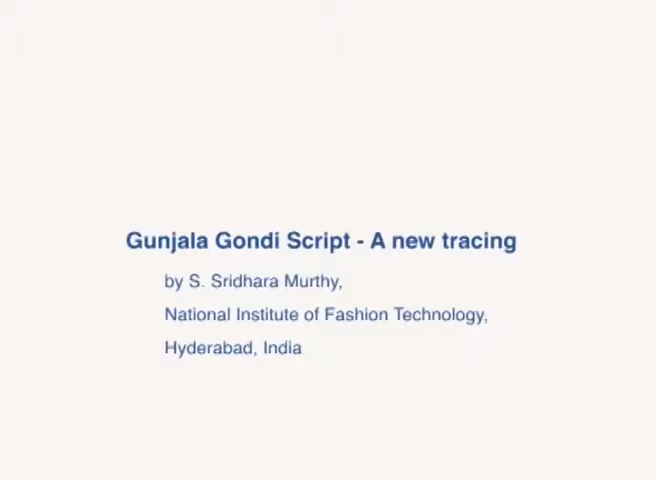 Gunjala Gondi Script - A new tracing
by S. Sridhara Murthy,
National Institute of Fashion Technology,
Hyderabad, India